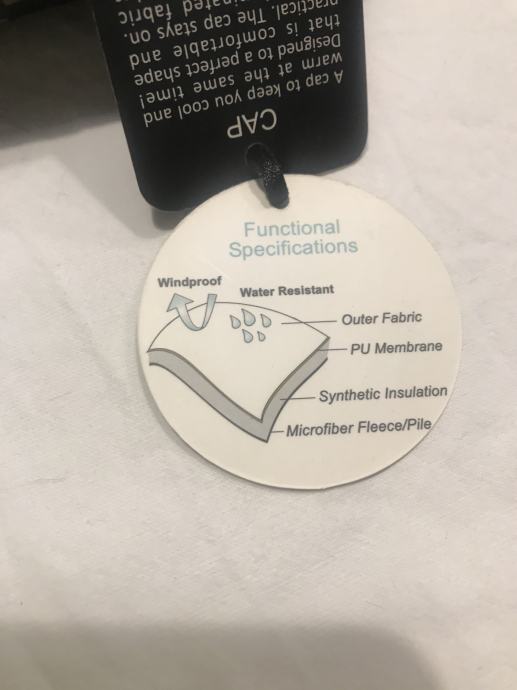 CAP
A cap to keep you cool and
warm at the same time!
Designed to a perfect shape
that is comfortable and
practical. The cap stays on.
fabric
Functional
Specifications
Windproof
Water Resistant
Outer Fabric
PU Membrane
Synthetic Insulation
Microfiber Fleece/Pile